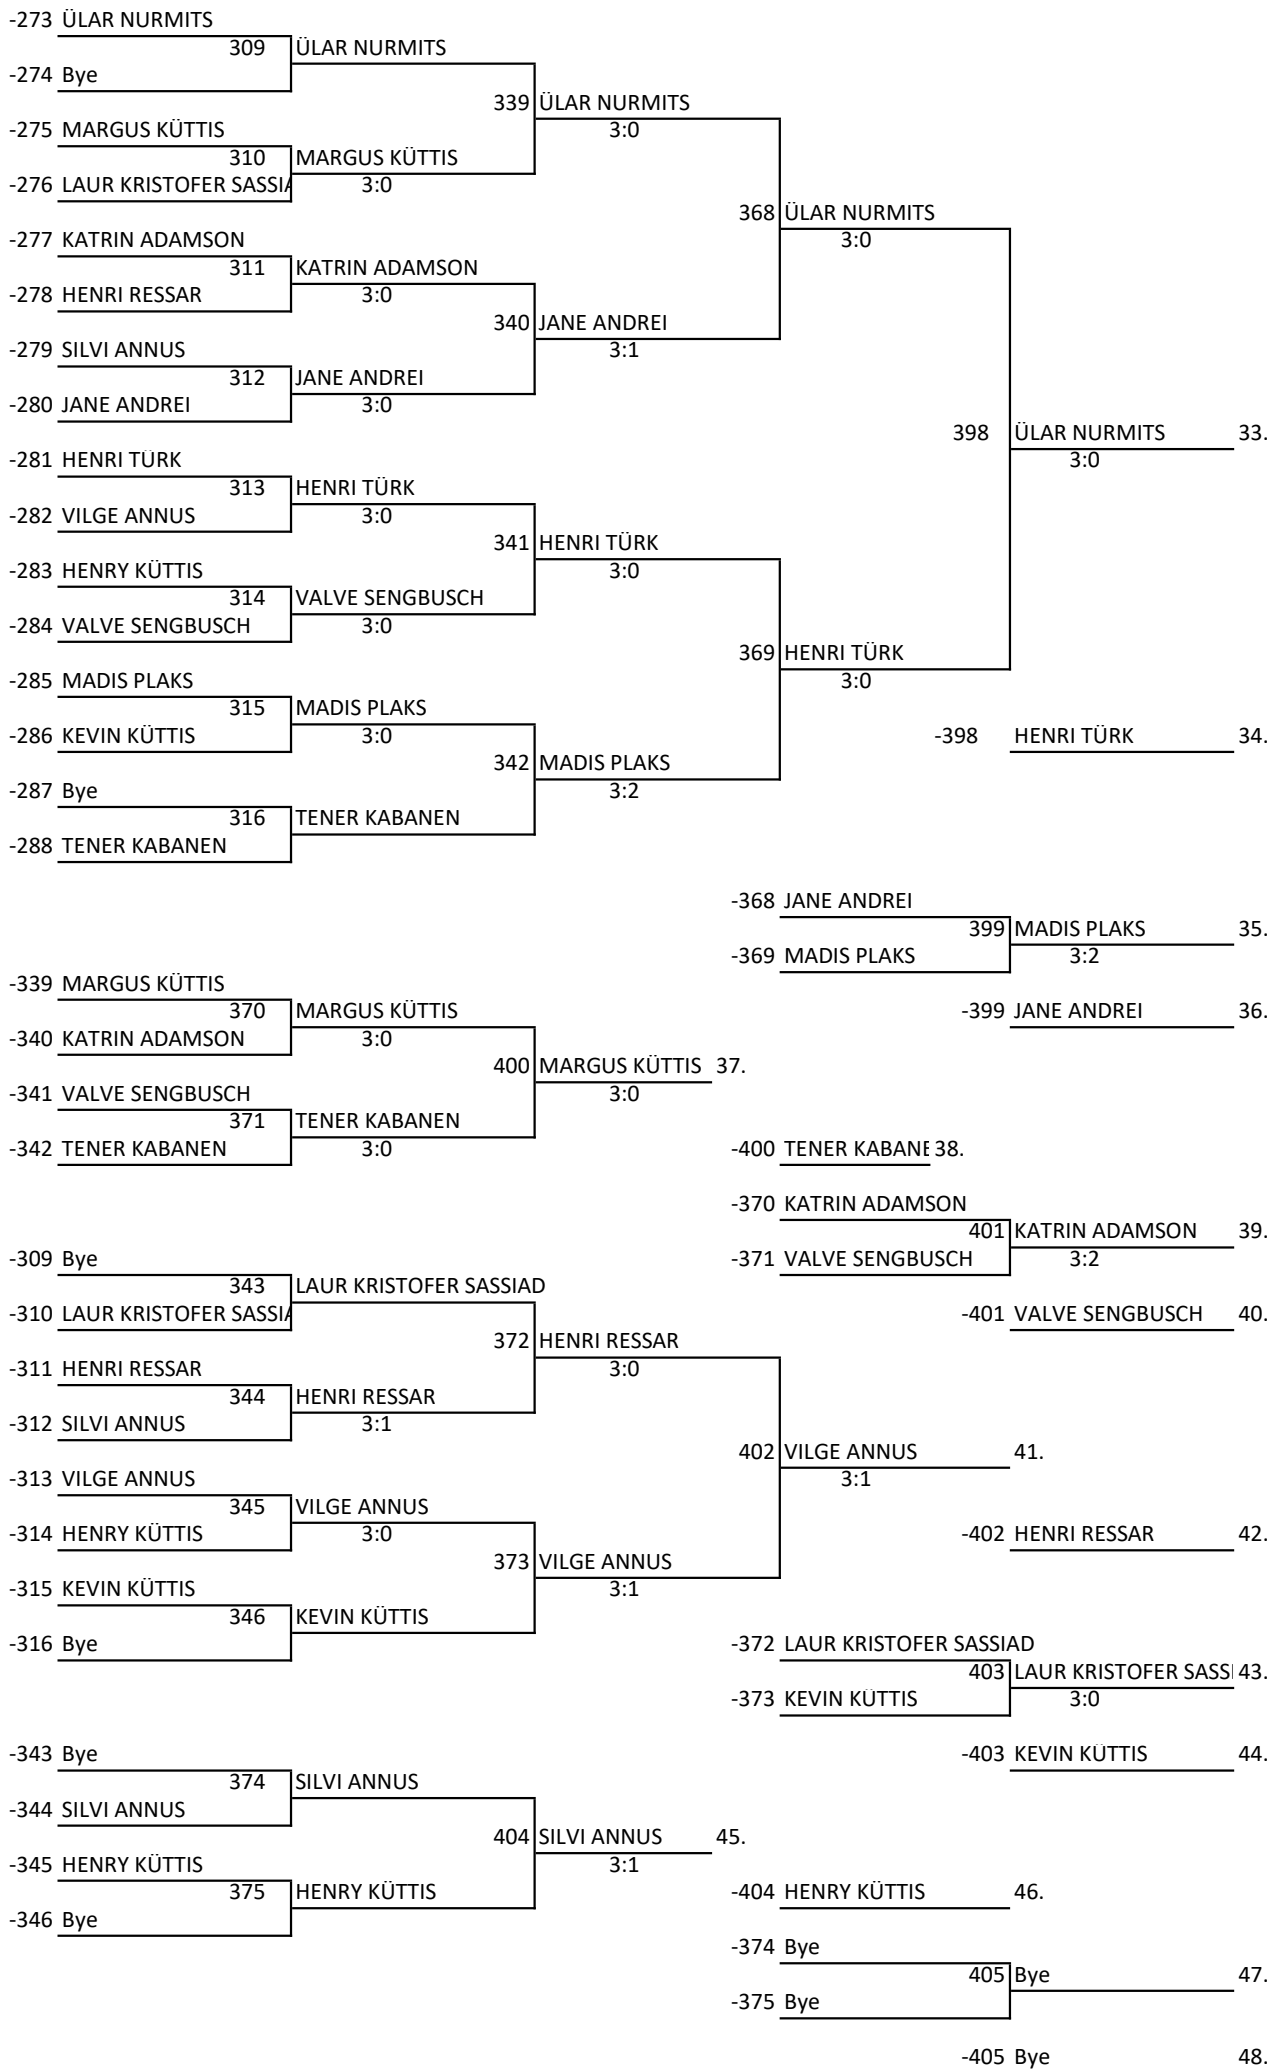 -273 ÜLAR NURMITS
309 ÜLAR NURMITS
-274 Bye
339 ÜLAR NURMITS
3:0
-275 MARGUS KÜTTIS
310 MARGUS KÜTTIS
3:0
-276 LAUR KRISTOFER SASSIA
368 ÜLAR NURMITS
3:0
-277 KATRIN ADAMSON
311 KATRIN ADAMSON
3:0
-278 HENRI RESSAR
340 JANE ANDREI
3:1
-279 SILVI ANNUS
312 JANE ANDREI
3:0
-280 JANE ANDREI
398 ÜLAR NURMITS 33.
3:0
-281 HENRI TÜRK
313 HENRI TÜRK
3:0
-282 VILGE ANNUS
341 HENRI TÜRK
3:0
-283 HENRY KÜTTIS
314 VALVE SENGBUSCH
3:0
-284 VALVE SENGBUSCH
369 HENRI TÜRK
3:0
-285 MADIS PLAKS
315 MADIS PLAKS
3:0
-286 KEVIN KÜTTIS
-398 HENRI TÜRK 34.
342 MADIS PLAKS
3:2
-287 Bye
316 TENER KABANEN
-288 TENER KABANEN
-368 JANE ANDREI
399 MADIS PLAKS 35.
3:2
-369 MADIS PLAKS
-339 MARGUS KÜTTIS
370 MARGUS KÜTTIS
3:0
-399 JANE ANDREI 36.
-340 KATRIN ADAMSON
400 MARGUS KÜTTIS 37.
3:0
-341 VALVE SENGBUSCH
371 TENER KABANEN
3:0
-342 TENER KABANEN
-400 TENER KABANE 38.
-370 KATRIN ADAMSON
401 KATRIN ADAMSON 39.
3:2
-371 VALVE SENGBUSCH
-309 Bye
343 LAUR KRISTOFER SASSIAD
-310 LAUR KRISTOFER SASSIA
-401 VALVE SENGBUSCH 40.
372 HENRI RESSAR
3:0
-311 HENRI RESSAR
344 HENRI RESSAR
3:1
-312 SILVI ANNUS
402 VILGE ANNUS 41.
3:1
-313 VILGE ANNUS
345 VILGE ANNUS
3:0
-314 HENRY KÜTTIS
-402 HENRI RESSAR 42.
373 VILGE ANNUS
3:1
-315 KEVIN KÜTTIS
346 KEVIN KÜTTIS
-316 Bye
-372 LAUR KRISTOFER SASSIAD
403 LAUR KRISTOFER SASSI 43.
3:0
-373 KEVIN KÜTTIS
-343 Bye
374 SILVI ANNUS
-403 KEVIN KÜTTIS 44.
-344 SILVI ANNUS
404 SILVI ANNUS 45.
3:1
-345 HENRY KÜTTIS
375 HENRY KÜTTIS
-404 HENRY KÜTTIS 46.
-346 Bye
-374 Bye
405 Bye 47.
-375 Bye
-405 Bye 48.